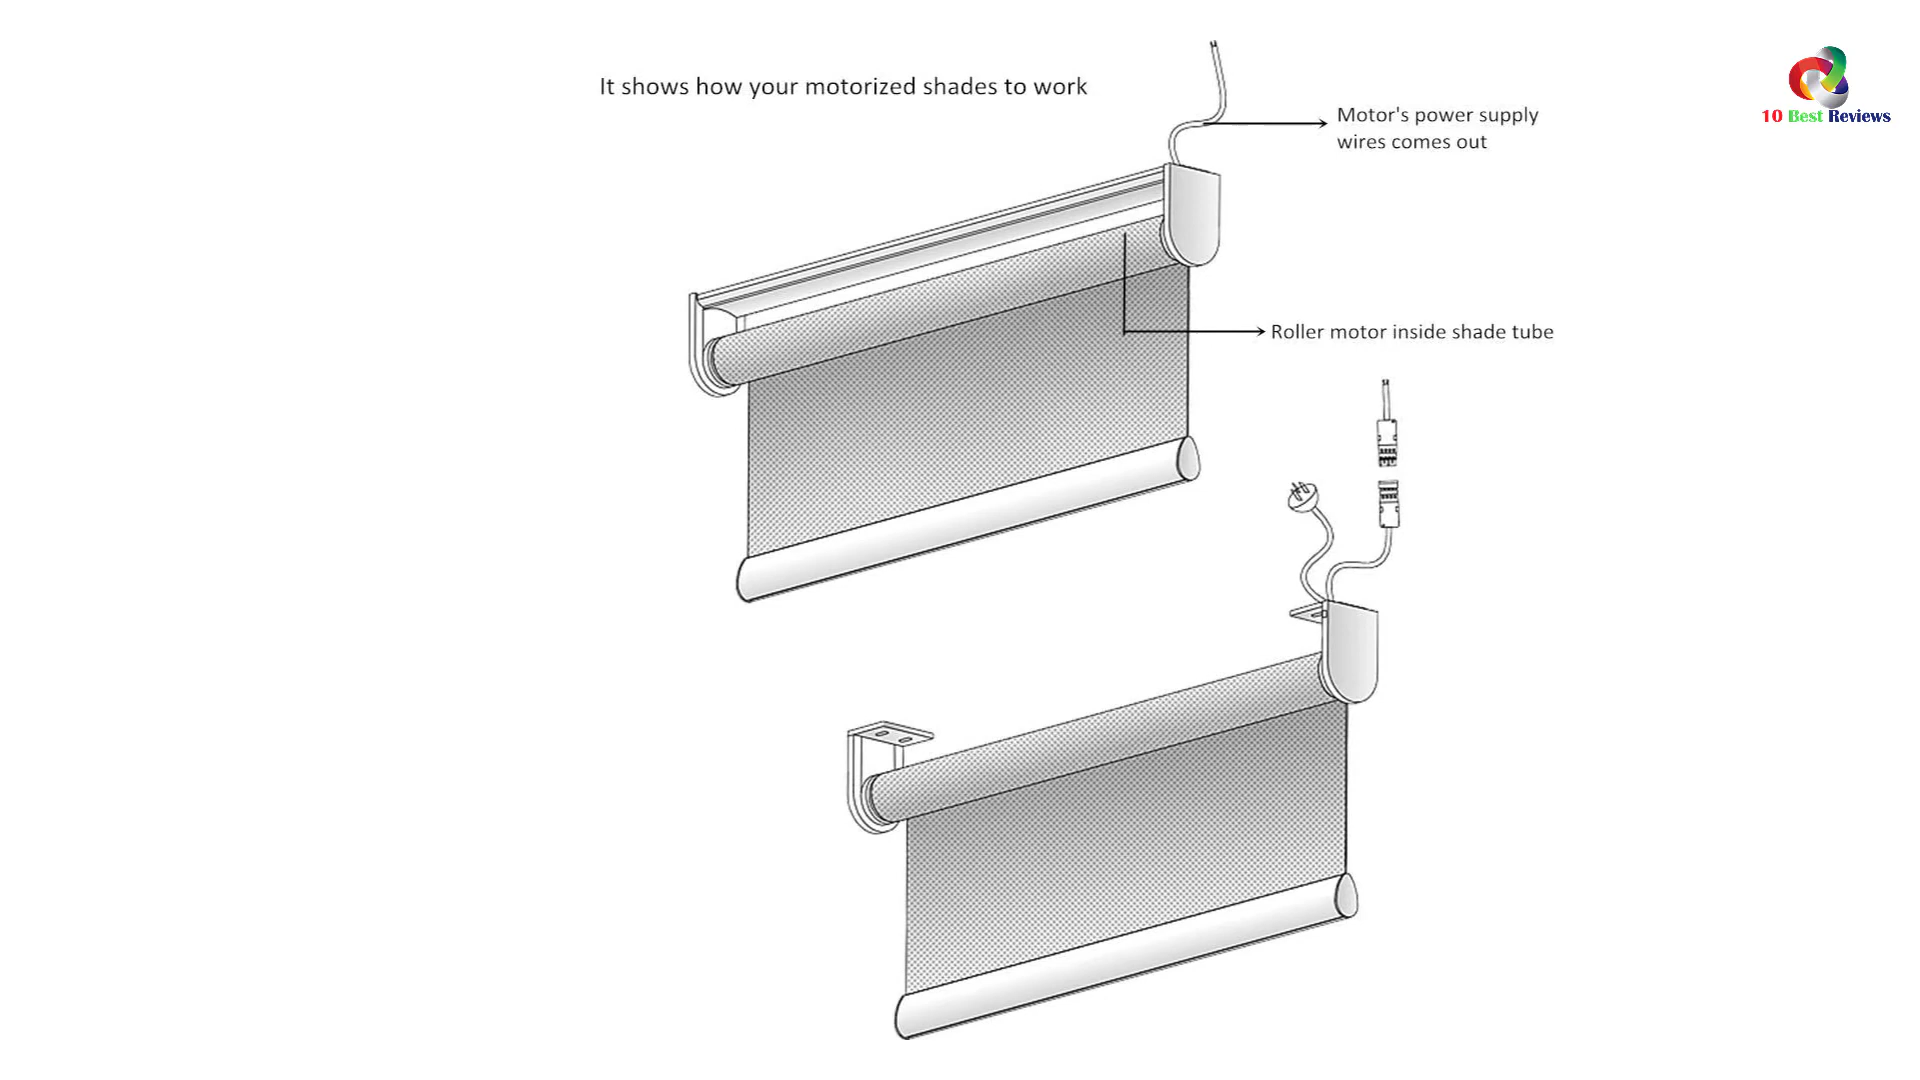 It shows how your motorized shades to work
Motor's power supply
wires comes out
10 Best Reviews
Roller motor inside shade tube